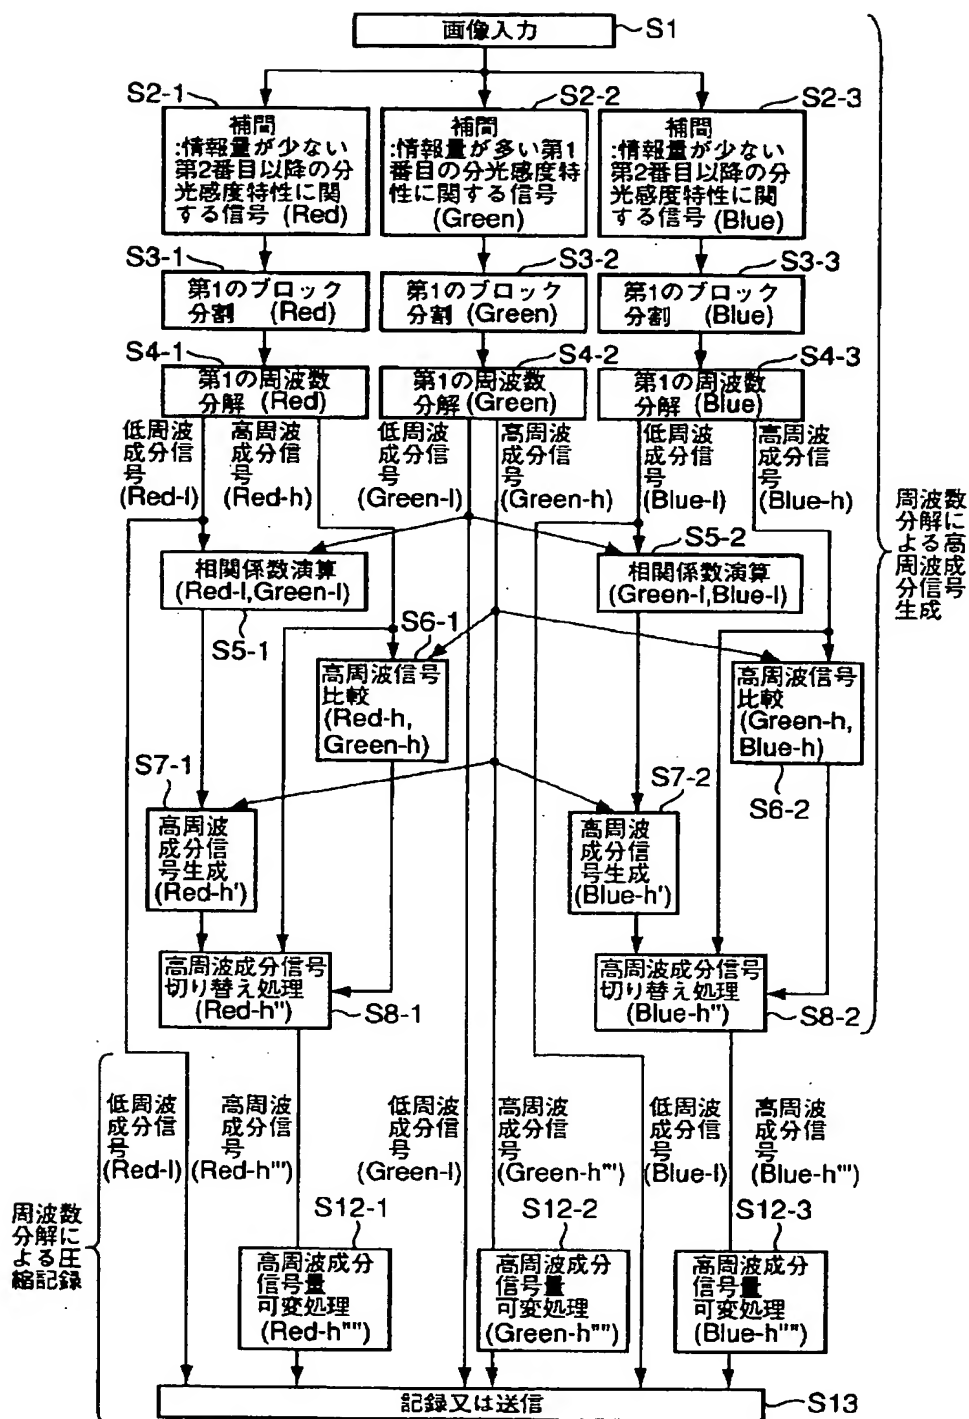 画像入力
S1
S2-1
S2-2
S2-3
補間
:情報量が少ない
第2番目以降の分
光感度特性に関
する信号 (Red)
補間
:情報量が多い第1
番目の分光感度特
性に関する信号
(Green)
補間
:情報量が少ない
第2番目以降の分
光感度特性に関
する信号 (Blue)
S3-1
S3-2
S3-3
第1のブロック
分割 (Red)
第1のブロック
分割 (Green)
第1のブロック
分割 (Blue)
S4-1
S4-2
S4-3
第1の周波数
分解 (Red)
第1の周波数
分解 (Green)
第1の周波数
分解 (Blue)
低周波
成分信
号
(Red-l)
高周波
成分信
号
(Red-h)
低周波
成分信
号
(Green-l)
高周波
成分信
号
(Green-h)
低周波
成分信
号
(Blue-l)
高周波
成分信
号
(Blue-h)
周波数
分解に
よる高
周波成
分信号
生成
相関係数演算
(Red-l,Green-l)
S5-1
S5-2
相関係数演算
(Green-l,Blue-l)
S6-1
高周波信号
比較
(Red-h,
Green-h)
高周波信号
比較
(Green-h,
Blue-h)
S6-2
S7-1
高周波
成分信
号生成
(Red-h')
S7-2
高周波
成分信
号生成
(Blue-h')
高周波成分信号
切り替え処理
(Red-h")
S8-1
高周波成分信号
切り替え処理
(Blue-h")
S8-2
低周波
成分信
号
(Red-l)
高周波
成分信
号
(Red-h"')
低周波
成分信
号
(Green-l)
高周波
成分信
号
(Green-h"')
低周波
成分信
号
(Blue-l)
高周波
成分信
号
(Blue-h"')
周波数
分解に
よる圧
縮記録
S12-1
S12-2
S12-3
高周波成分
信号量
可変処理
(Red-h"")
高周波成分
信号量
可変処理
(Green-h"")
高周波成分
信号量
可変処理
(Blue-h"")
記録又は送信
S13